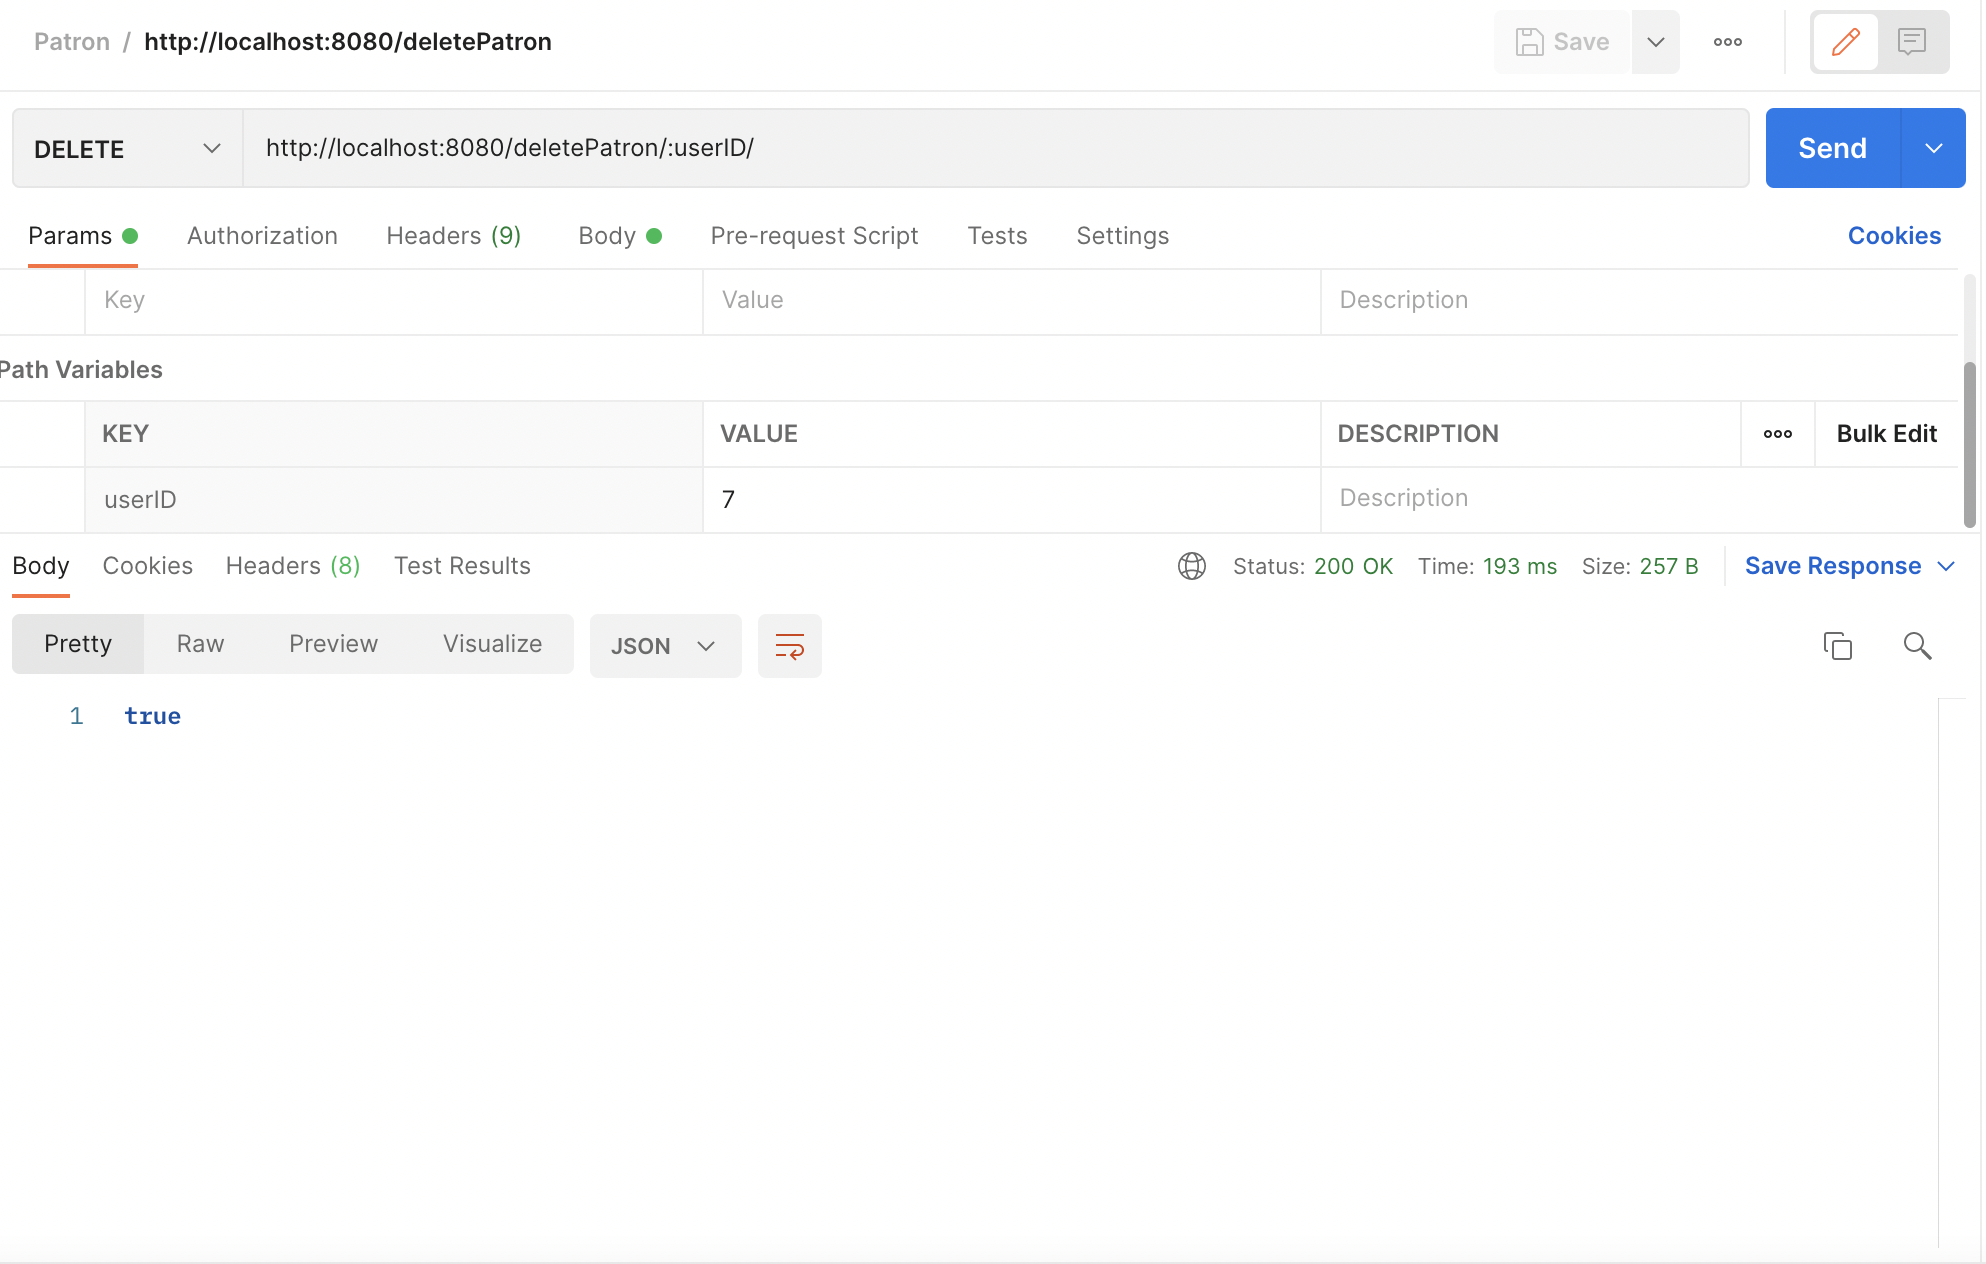 Patron / http://localhost:8080/deletePatron Save
DELETE http://localhost:8080/deletePatron/:userID/ Send
Params Authorization Headers (9) Body Pre-request Script Tests Settings Cookies
Key Value Description
Path Variables
KEY VALUE DESCRIPTION Bulk Edit
userID 7 Description
Body Cookies Headers (8) Test Results Status: 200 OK Time: 193 ms Size: 257 B Save Response
Pretty Raw Preview Visualize JSON
1 true